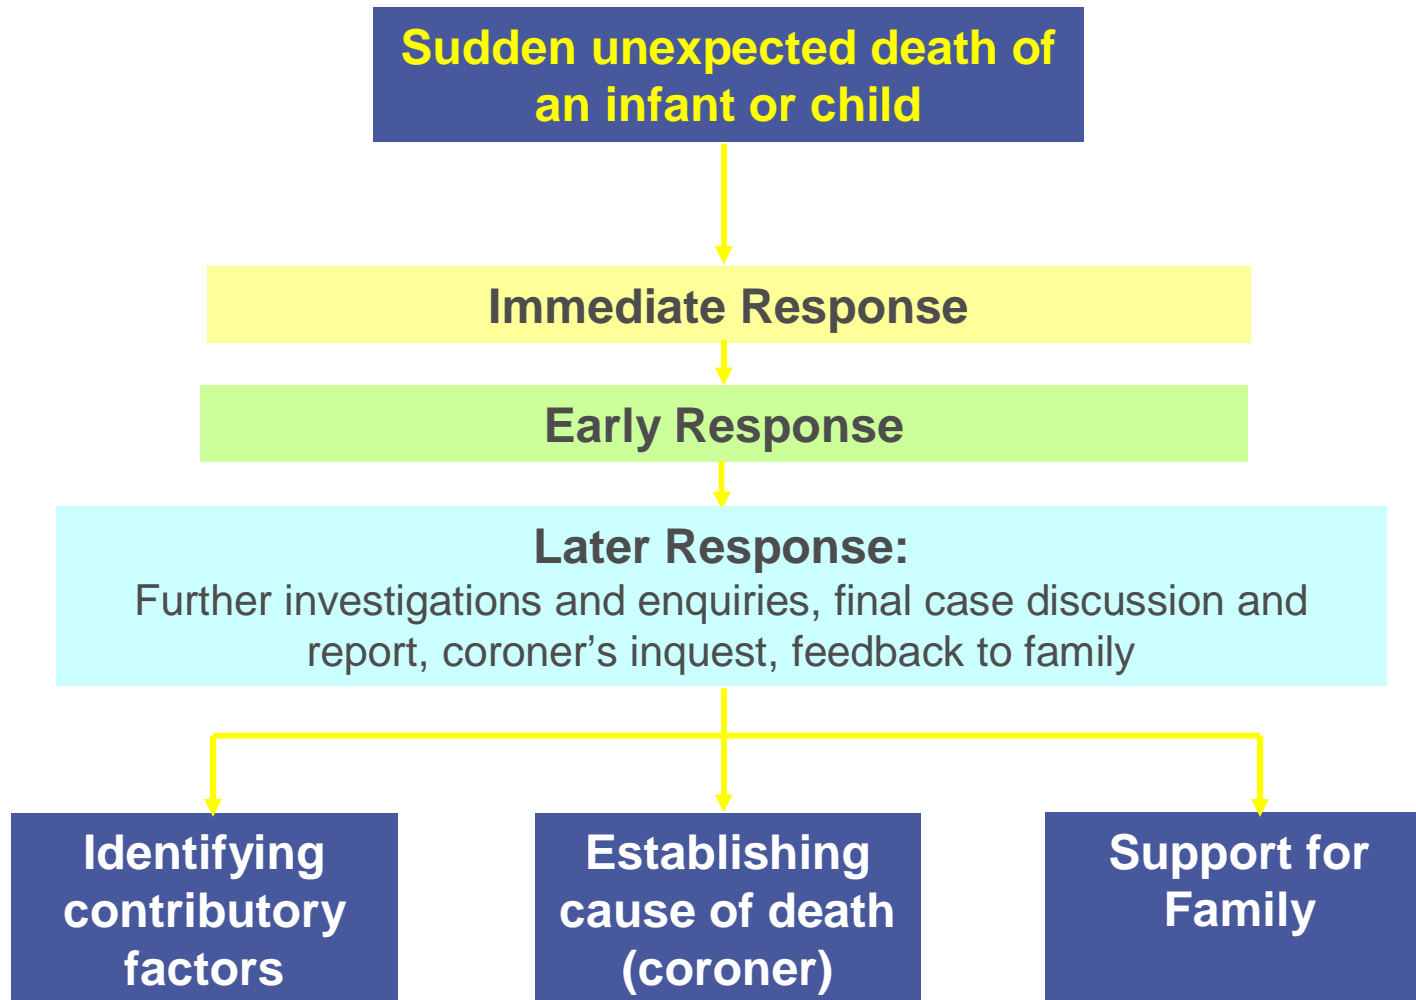 Sudden unexpected death of
an infant or child
Immediate Response
Early Response
Later Response:
Further investigations and enquiries, final case discussion and
report, coroner’s inquest, feedback to family
Identifying
contributory
factors
Establishing
cause of death
(coroner)
Support for
Family